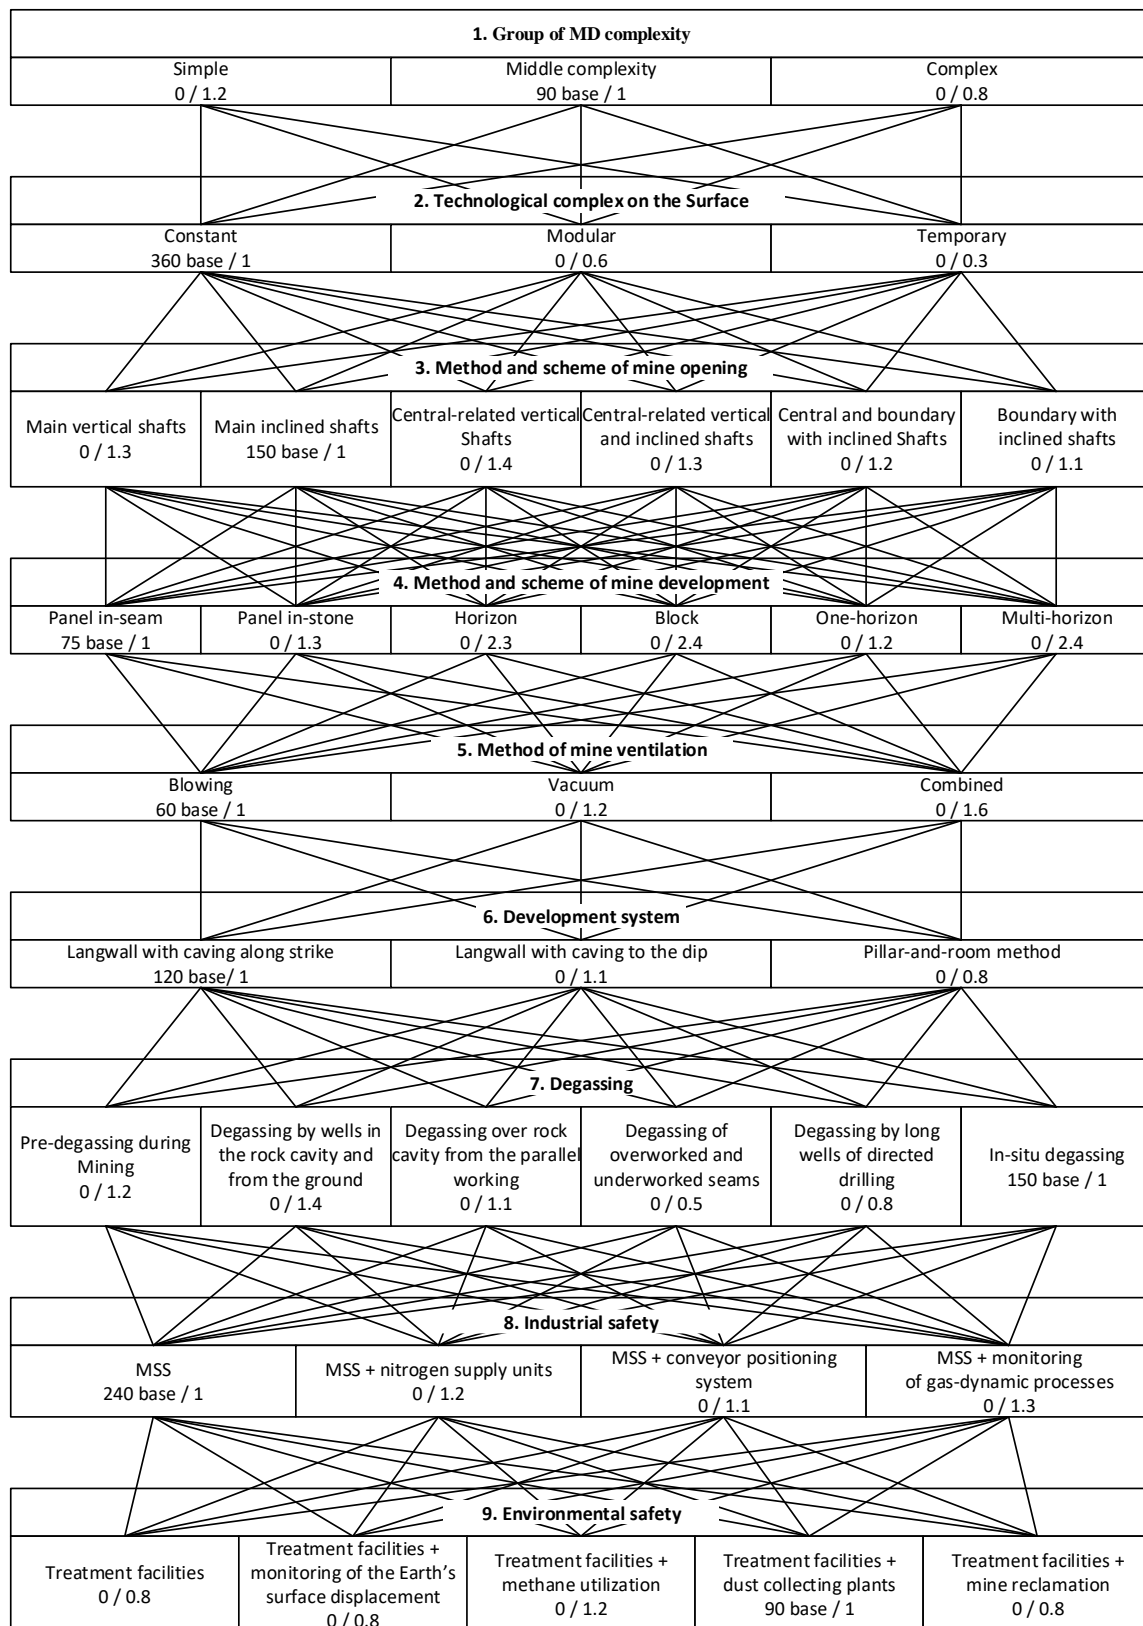 1. Group of MD complexity
Simple
0 / 1.2
Middle complexity
90 base / 1
Complex
0 / 0.8
2. Technological complex on the Surface
Constant
360 base / 1
Modular
0 / 0.6
Temporary
0 / 0.3
3. Method and scheme of mine opening
Main vertical shafts
0 / 1.3
Main inclined shafts
150 base / 1
Central-related vertical
Shafts
0 / 1.4
Central-related vertical
and inclined shafts
0 / 1.3
Central and boundary
with inclined Shafts
0 / 1.2
Boundary with
inclined shafts
0 / 1.1
4. Method and scheme of mine development
Panel in-seam
75 base / 1
Panel in-stone
0 / 1.3
Horizon
0 / 2.3
Block
0 / 2.4
One-horizon
0 / 1.2
Multi-horizon
0 / 2.4
5. Method of mine ventilation
Blowing
60 base / 1
Vacuum
0 / 1.2
Combined
0 / 1.6
6. Development system
Langwall with caving along strike
120 base/ 1
Langwall with caving to the dip
0 / 1.1
Pillar-and-room method
0 / 0.8
7. Degassing
Pre-degassing during
Mining
0 / 1.2
Degassing by wells in
the rock cavity and
from the ground
0 / 1.4
Degassing over rock
cavity from the parallel
working
0 / 1.1
Degassing of
overworked and
underworked seams
0 / 0.5
Degassing by long
wells of directed
drilling
0 / 0.8
In-situ degassing
150 base / 1
8. Industrial safety
MSS
240 base / 1
MSS + nitrogen supply units
0 / 1.2
MSS + conveyor positioning
system
0 / 1.1
MSS + monitoring
of gas-dynamic processes
0 / 1.3
9. Environmental safety
Treatment facilities
0 / 0.8
Treatment facilities +
monitoring of the Earth's
surface displacement
0 / 0.8
Treatment facilities +
methane utilization
0 / 1.2
Treatment facilities +
dust collecting plants
90 base / 1
Treatment facilities +
mine reclamation
0 / 0.8